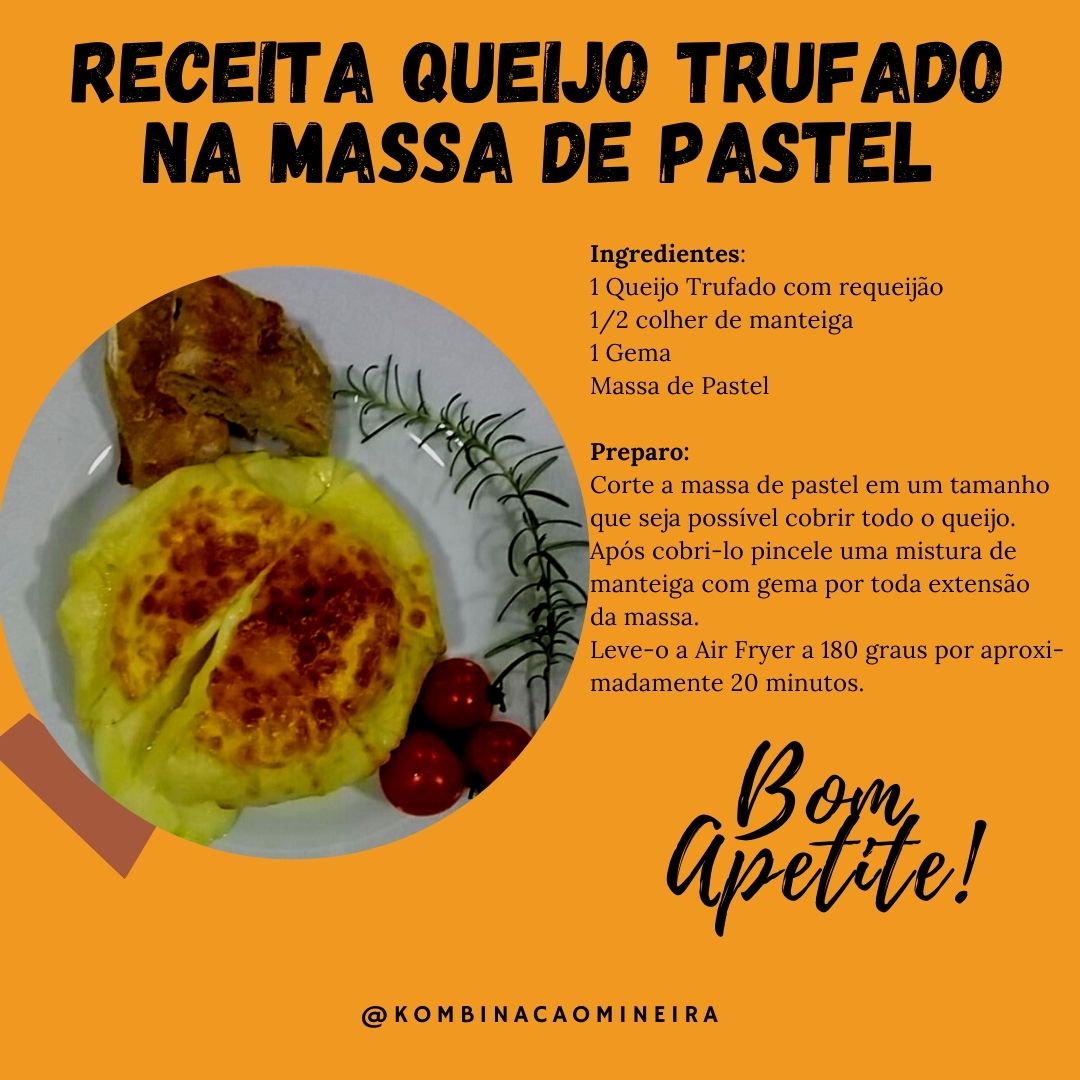 RECEITA QUEIJO TRUFADO
NA MASSA DE PASTEL
Ingredientes:
1 Queijo Trufado com requeijão
1/2 colher de manteiga
1 Gema
Massa de Pastel
Preparo:
Corte a massa de pastel em um tamanho
que seja possível cobrir todo o queijo.
Após cobri-lo pincele uma mistura de
manteiga com gema por toda extensão
da massa.
Leve-o a Air Fryer a 180 graus por aproxi-
madamente 20 minutos.
Bom
Apetite!
@KOMBINACAOMINEIRA